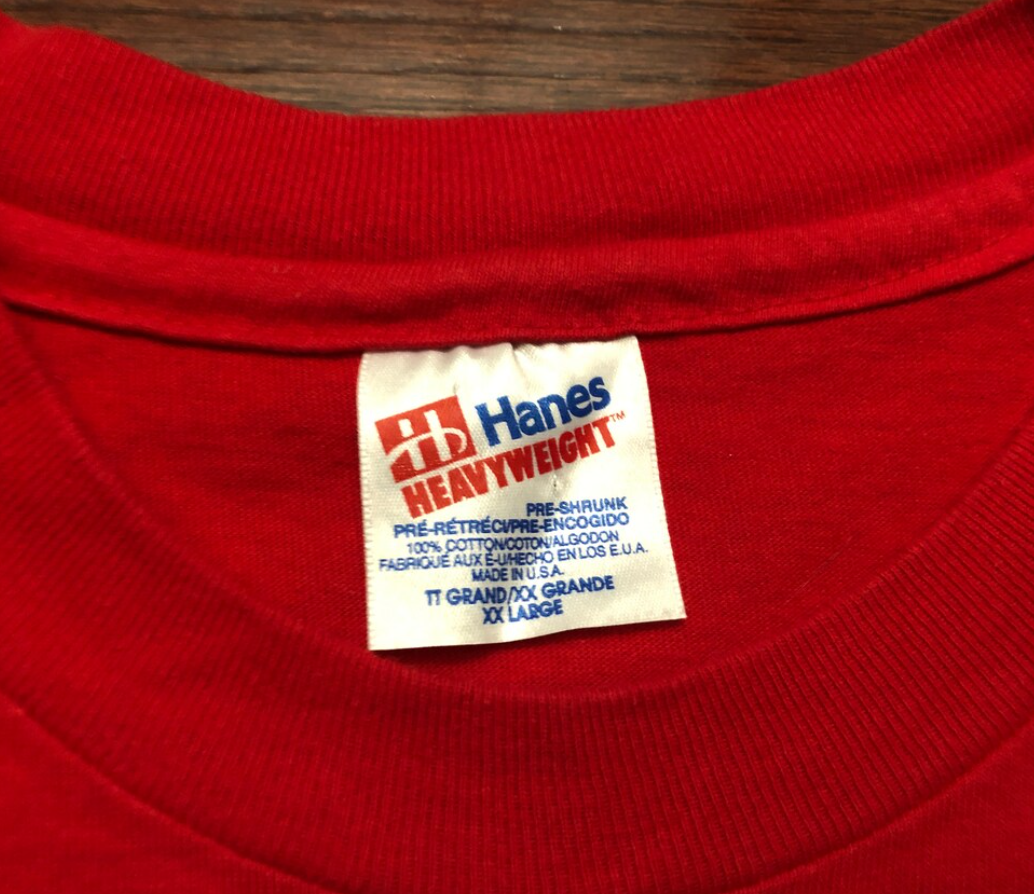 Hanes
HEAVYWEIGHT™
PRE-SHRUNK
PRÉ-RÉTRÉCI/PRE-ENCOGIDO
100% COTTON/COTON/ALGODON
FABRIQUÉ AUX É-U/HECHO EN LOS E.U.A.
MADE IN U.S.A.
TT GRAND/XX GRANDE
XX LARGE